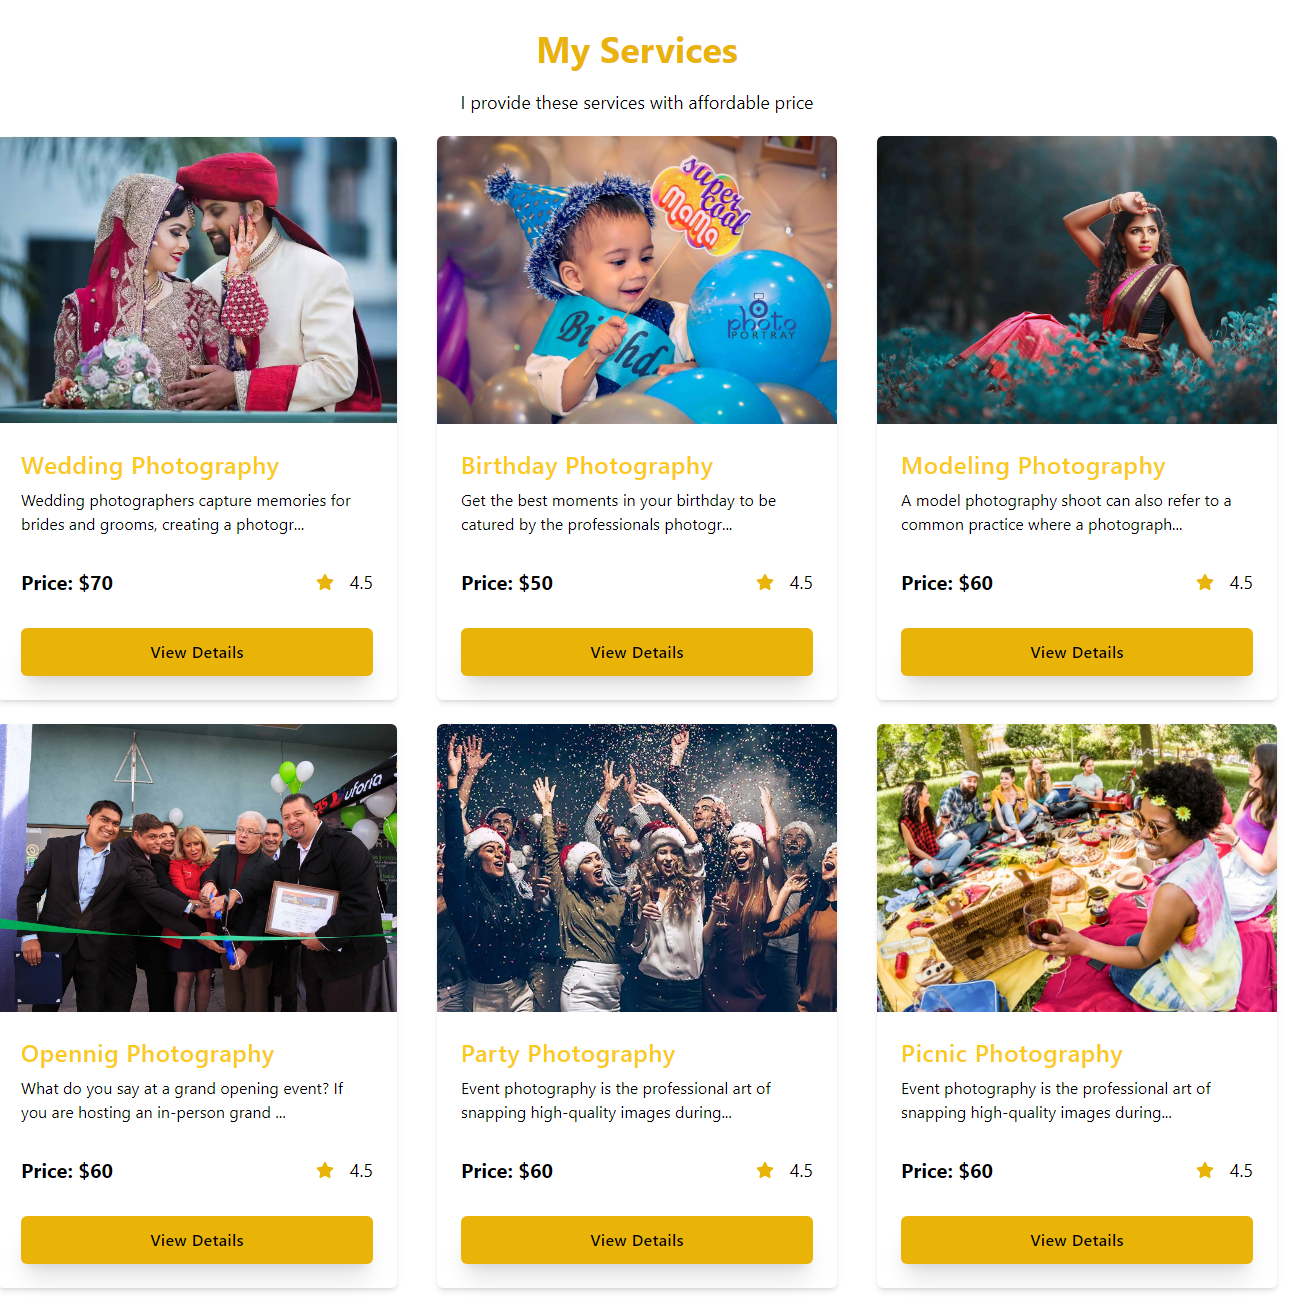 My Services
I provide these services with affordable price
super
cool
MaMa
Birthd
photo
PORTRAY
Wedding Photography
Wedding photographers capture memories for
brides and grooms, creating a photogr...
Price: $70
4.5
View Details
Birthday Photography
Get the best moments in your birthday to be
catured by the professionals photogr...
Price: $50
4.5
View Details
Modeling Photography
A model photography shoot can also refer to a
common practice where a photograph...
Price: $60
4.5
View Details
uforia
Opennig Photography
What do you say at a grand opening event? If
you are hosting an in-person grand ...
Price: $60
4.5
View Details
Party Photography
Event photography is the professional art of
snapping high-quality images during...
Price: $60
4.5
View Details
Picnic Photography
Event photography is the professional art of
snapping high-quality images during...
Price: $60
4.5
View Details